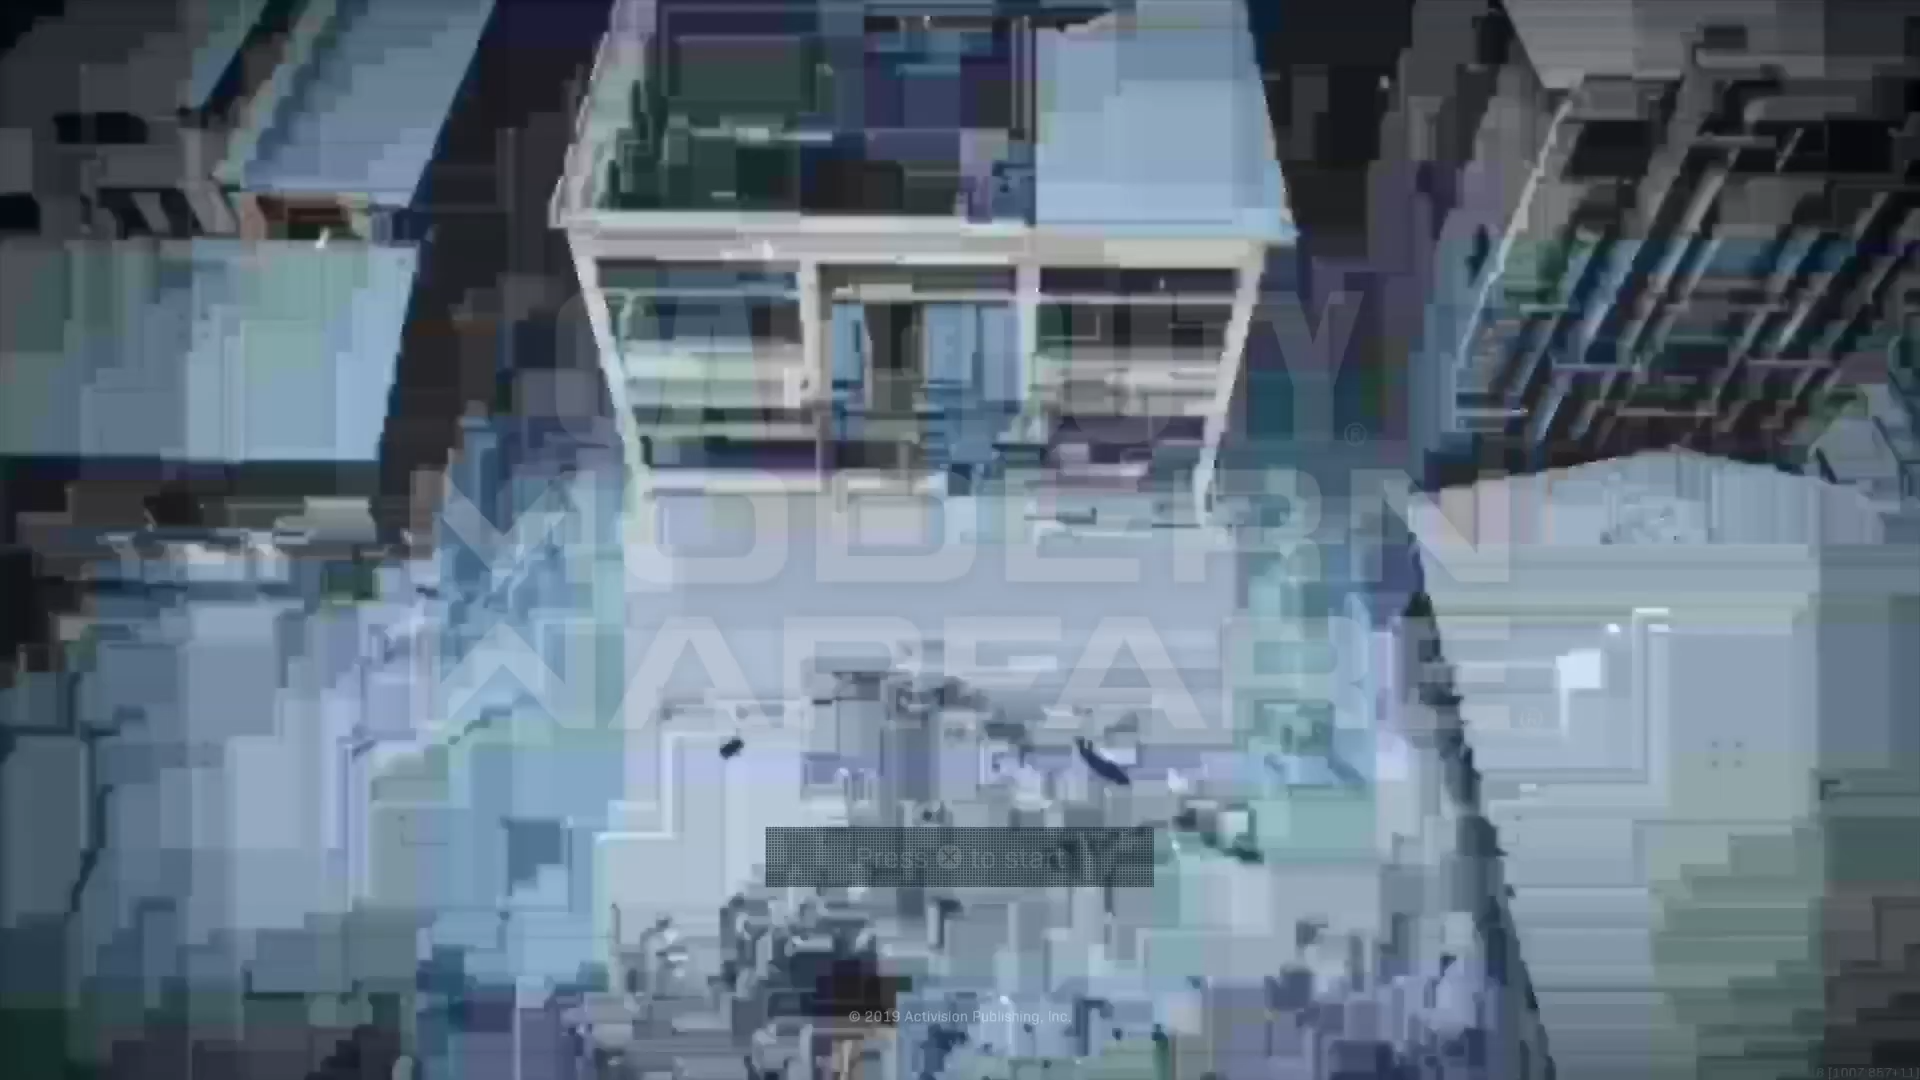 CALL OF DUTY®
MODERN
WARFARE®
Press ⊗ to start
© 2019 Activision Publishing, Inc.